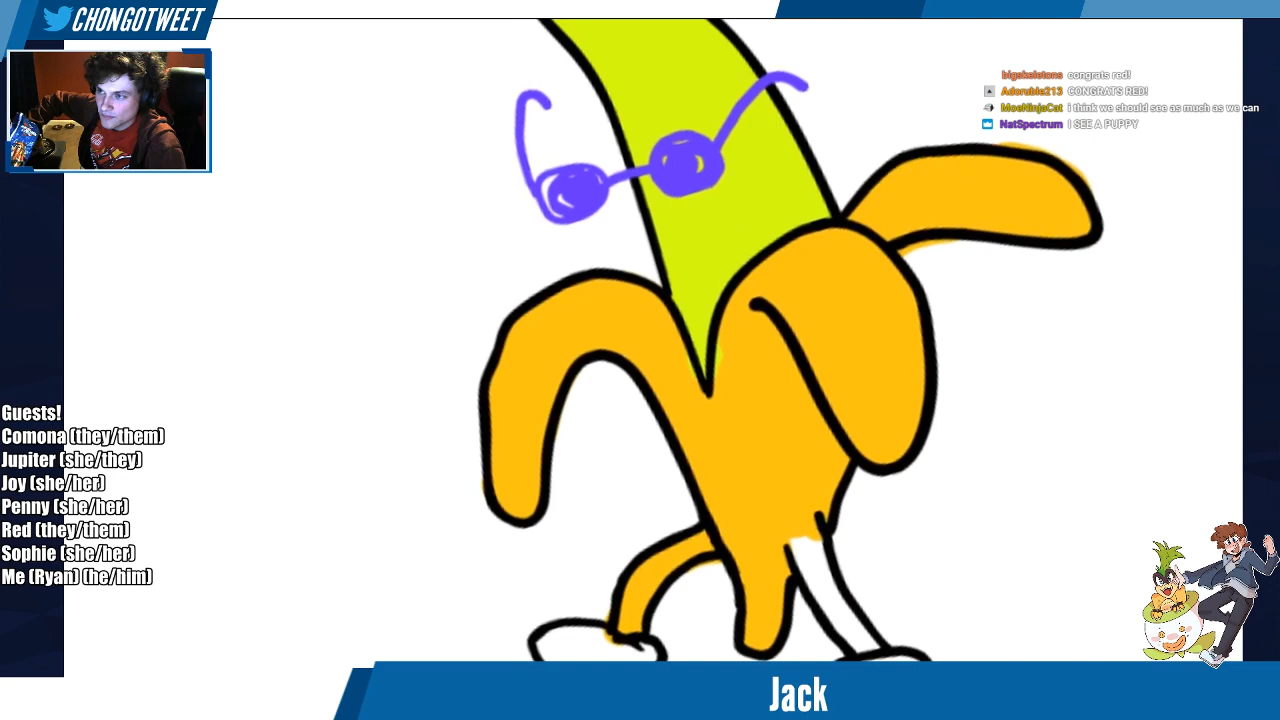 CHONGOTWEET
bigskeletons congrats red!
Adoruble213 CONGRATS RED!
MoeNinjaCat i think we should see as much as we can
NatSpectrum I SEE A PUPPY
Guests!
Comona (they/them)
Jupiter (she/they)
Joy (she/her)
Penny (she/her)
Red (they/them)
Sophie (she/her)
Me (Ryan) (he/him)
Jack